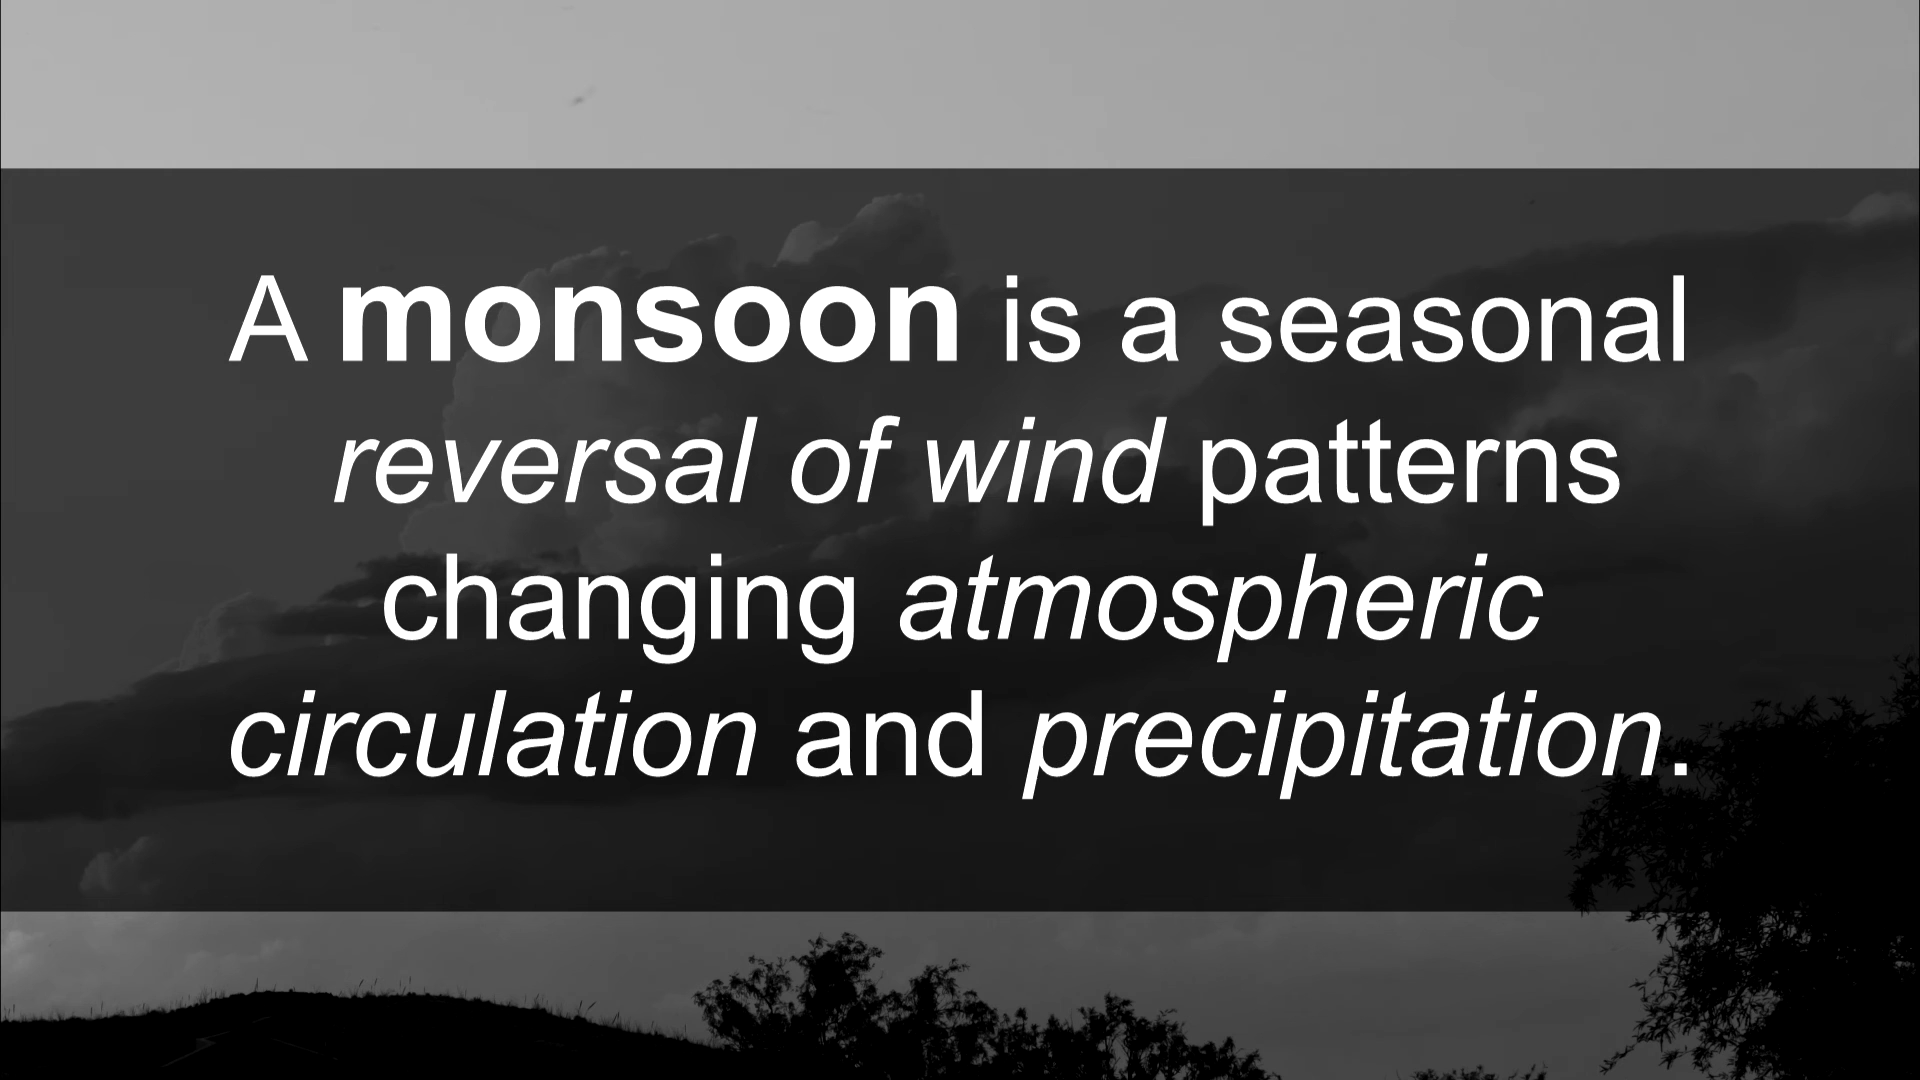 A monsoon is a seasonal
reversal of wind patterns
changing atmospheric
circulation and precipitation.